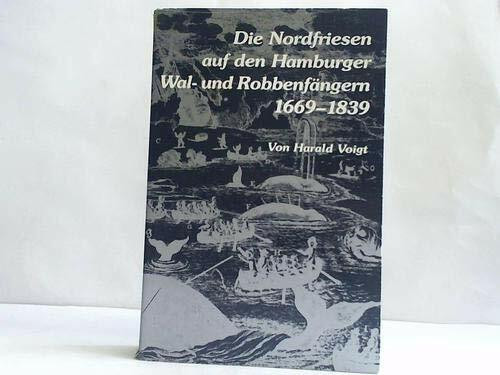 Die Nordfriesen
auf den Hamburger
Wal- und Robbenfängern
1669–1839
Von Harald Voigt